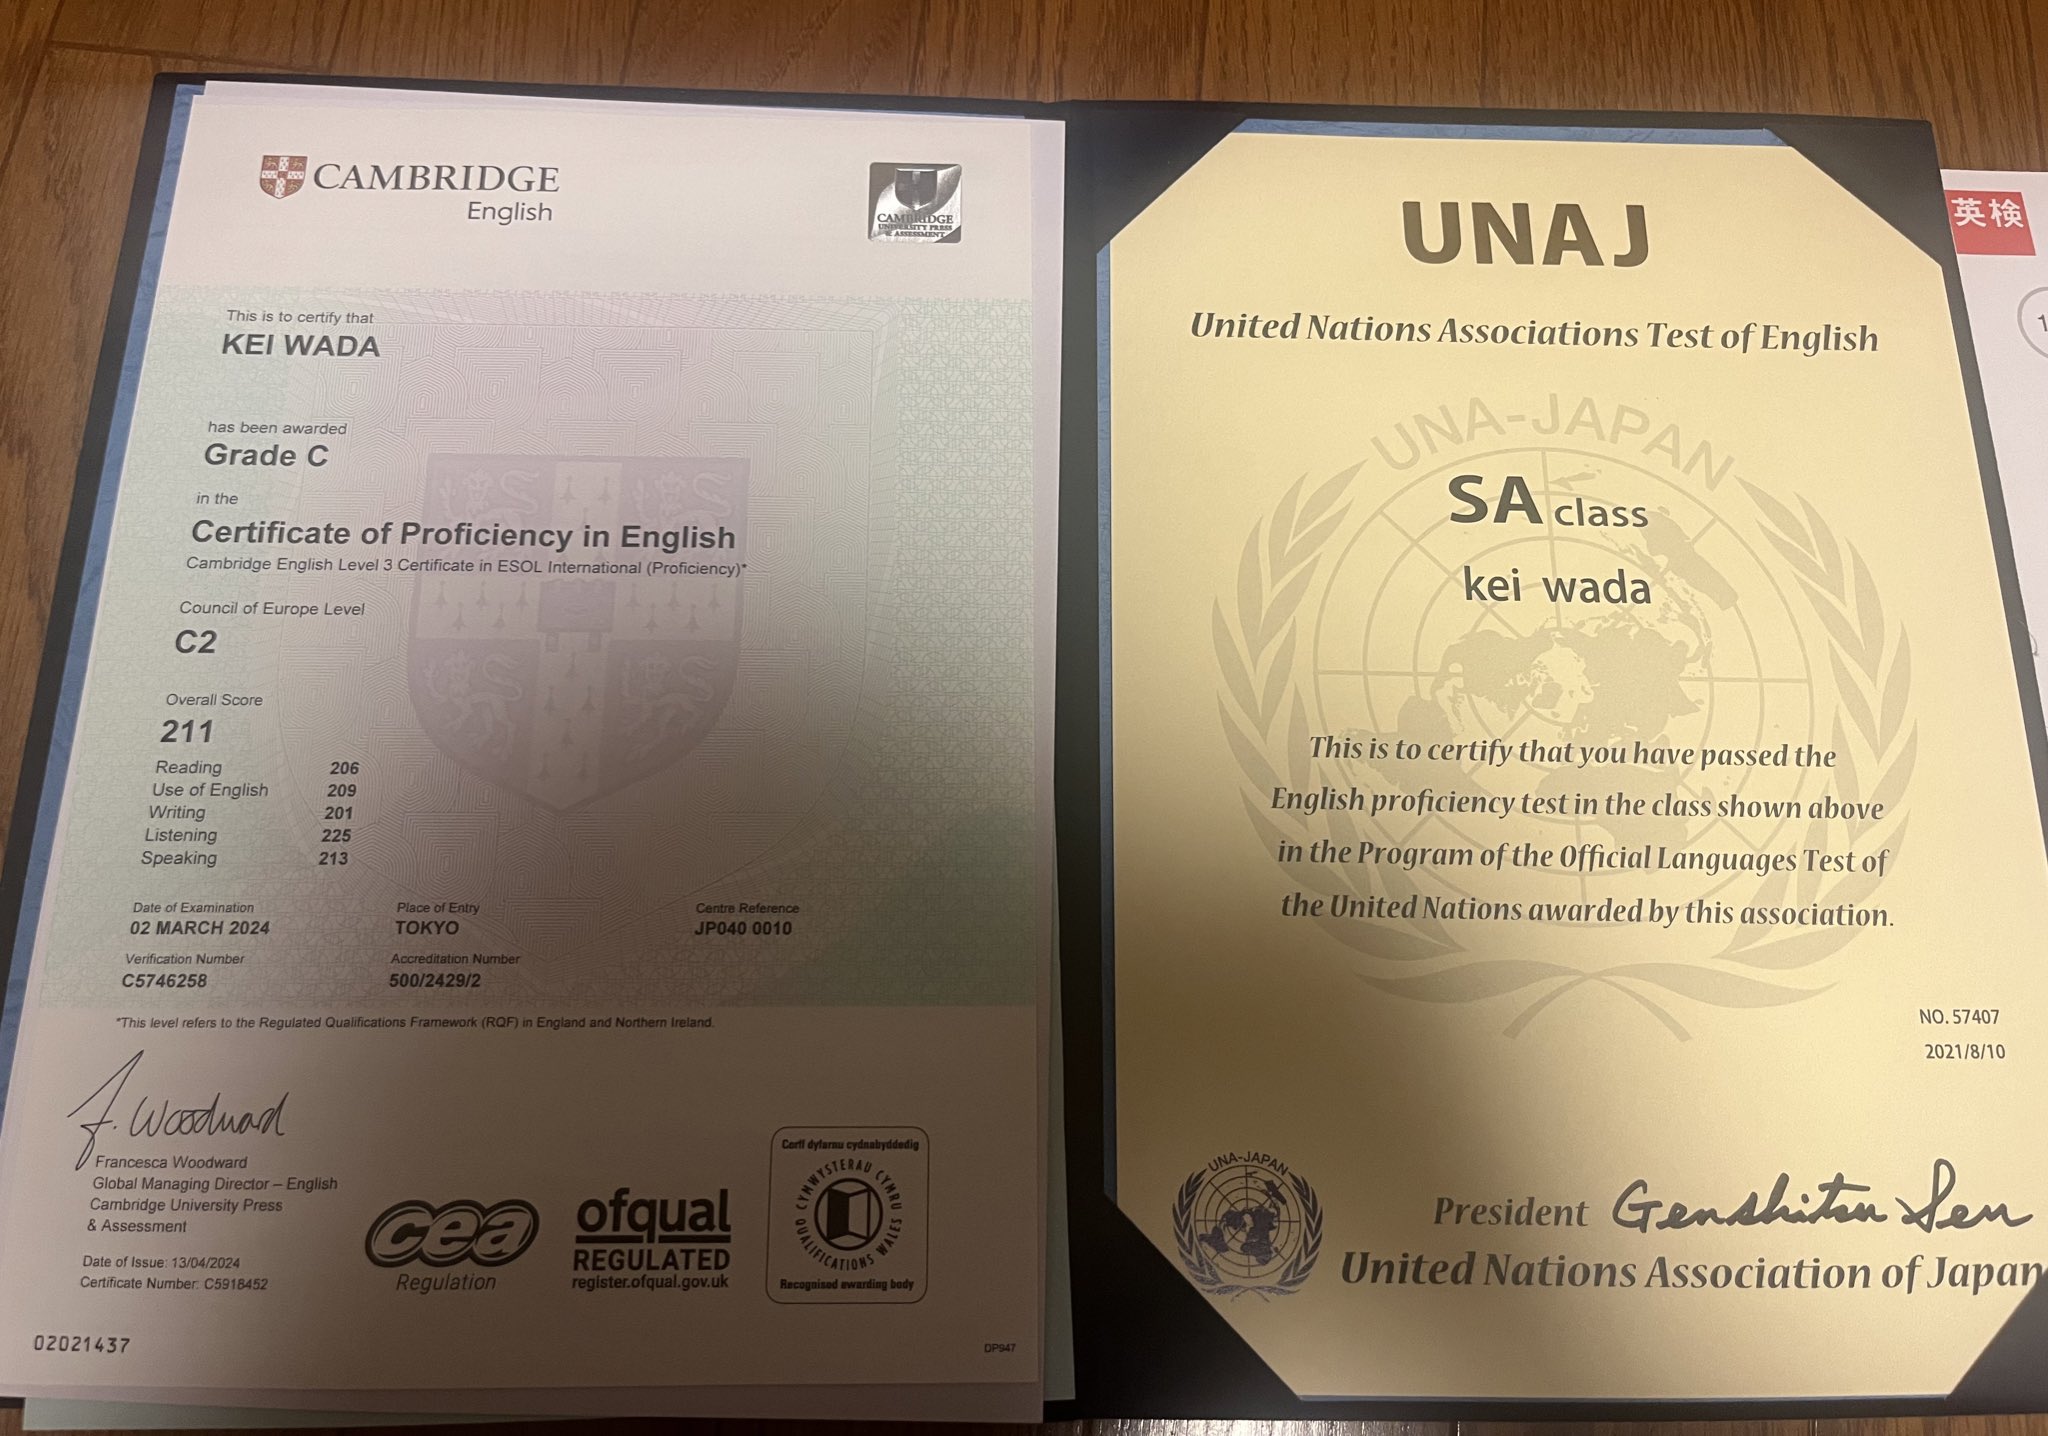 CAMBRIDGE
English
CAMBRIDGE
UNIVERSITY PRESS
& ASSESSMENT
This is to certify that
KEI WADA
has been awarded
Grade C
in the
Certificate of Proficiency in English
Cambridge English Level 3 Certificate in ESOL International (Proficiency)*
Council of Europe Level
C2
Overall Score
211
Reading 206
Use of English 209
Writing 201
Listening 225
Speaking 213
Date of Examination Place of Entry Centre Reference
02 MARCH 2024 TOKYO JP040 0010
Verification Number Accreditation Number
C5746258 500/2429/2
*This level refers to the Regulated Qualifications Framework (RQF) in England and Northern Ireland.
F. Woodward
Francesca Woodward
Global Managing Director – English
Cambridge University Press
& Assessment
Date of Issue: 13/04/2024
Certificate Number: C5918452
cea
Regulation
ofqual
REGULATED
register.ofqual.gov.uk
Corff dyfarnu cydnabyddedig
CYMWYSTERAU CYMRU
QUALIFICATIONS WALES
Recognised awarding body
02021437
DP947
UNAJ
United Nations Associations Test of English
UNA-JAPAN
SA class
kei wada
This is to certify that you have passed the
English proficiency test in the class shown above
in the Program of the Official Languages Test of
the United Nations awarded by this association.
NO. 57407
2021/8/10
UNA-JAPAN
President Genshitsu Sen
United Nations Association of Japan
英検
1